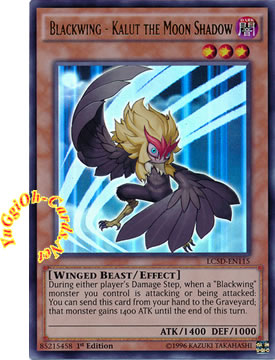 BLACKWING - KALUT THE MOON SHADOW
闇
YuGgiOh-Cards.Net
LC5D-EN115
[WINGED BEAST/EFFECT]
During either player's Damage Step, when a "Blackwing"
monster you control is attacking or being attacked:
You can send this card from your hand to the Graveyard;
that monster gains 1400 ATK until the end of this turn.
ATK/1400 DEF/1000
85215458 1st Edition ©1996 KAZUKI TAKAHASHI